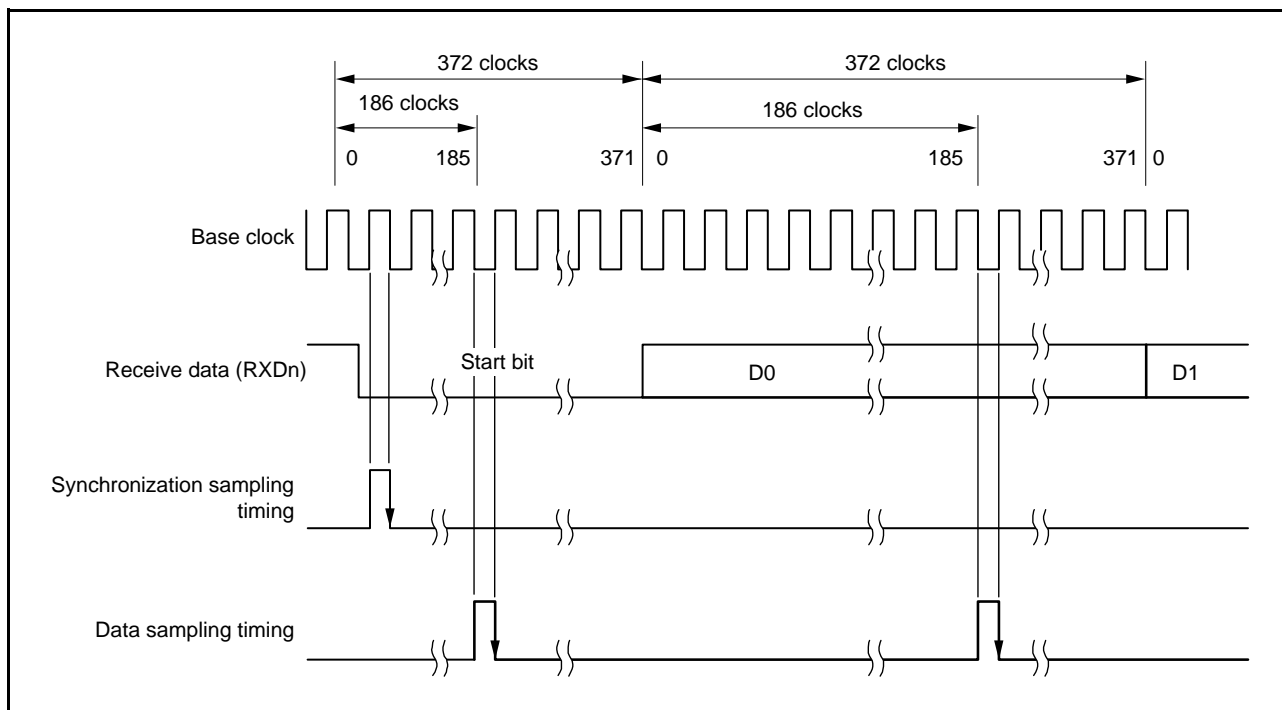 372 clocks 372 clocks
186 clocks 186 clocks
0 185 371 0 185 371 0
Base clock
Receive data (RXDn) Start bit D0 D1
Synchronization sampling
timing
Data sampling timing